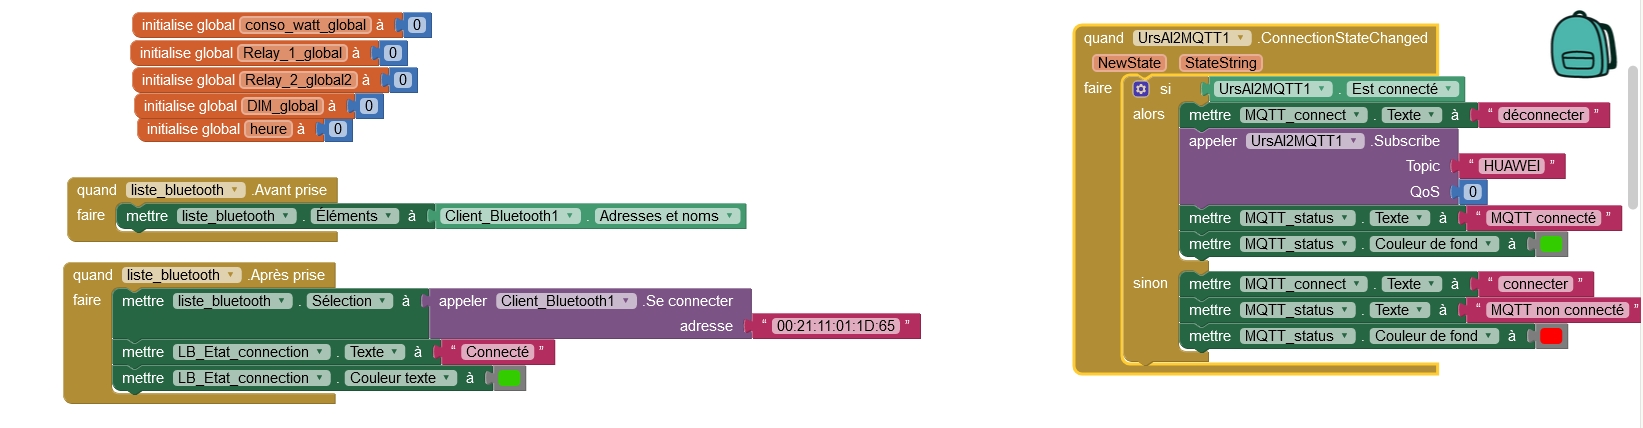 initialise global conso_watt_global à 0
initialise global Relay_1_global à 0
initialise global Relay_2_global2 à 0
initialise global DIM_global à 0
initialise global heure à 0
quand liste_bluetooth .Avant prise
faire mettre liste_bluetooth . Éléments à Client_Bluetooth1 . Adresses et noms
quand liste_bluetooth .Après prise
faire mettre liste_bluetooth . Sélection à appeler Client_Bluetooth1 .Se connecter
adresse “ 00:21:11:01:1D:65 ”
mettre LB_Etat_connection . Texte à “ Connecté ”
mettre LB_Etat_connection . Couleur texte à
quand UrsAI2MQTT1 .ConnectionStateChanged
NewState StateString
faire si UrsAI2MQTT1 . Est connecté
alors mettre MQTT_connect . Texte à “ déconnecter ”
appeler UrsAI2MQTT1 .Subscribe
Topic “ HUAWEI ”
QoS 0
mettre MQTT_status . Texte à “ MQTT connecté ”
mettre MQTT_status . Couleur de fond à
sinon mettre MQTT_connect . Texte à “ connecter ”
mettre MQTT_status . Texte à “ MQTT non connecté ”
mettre MQTT_status . Couleur de fond à